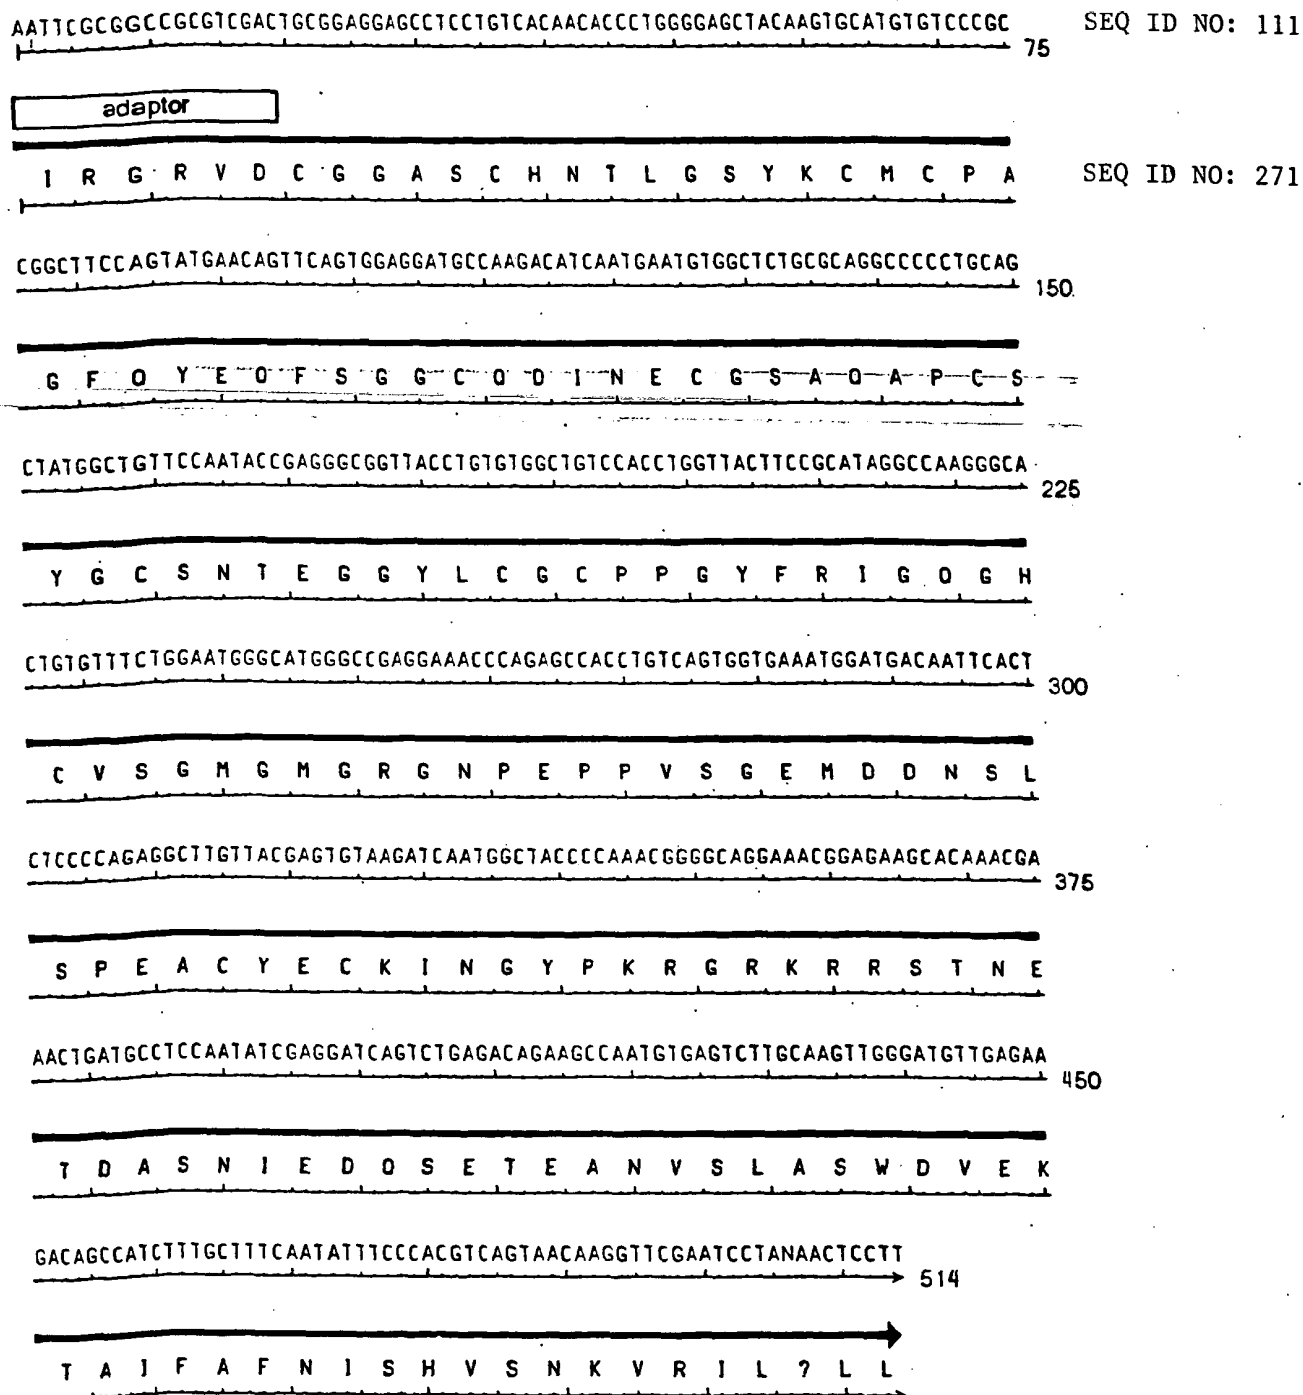 AATTCGCGGCCGCGTCGACTGCGGAGGAGCCTCCTGTCACAACACCCTGGGGAGCTACAAGTGCATGTGTCCCGC SEQ ID NO: 111
75
adaptor
I R G R V D C G G A S C H N T L G S Y K C M C P A SEQ ID NO: 271
CGGCTTCCAGTATGAACAGTTCAGTGGAGGATGCCAAGACATCAATGAATGTGGCTCTGCGCAGGCCCCCTGCAG
150
G F Q Y E Q F S G G C Q D I N E C G S A Q A P C S
CTATGGCTGTTCCAATACCGAGGGCGGTTACCTGTGTGGCTGTCCACCTGGTTACTTCCGCATAGGCCAAGGGCA
225
Y G C S N T E G G Y L C G C P P G Y F R I G Q G H
CTGTGTTTCTGGAATGGGCATGGGCCGAGGAAACCCAGAGCCACCTGTCAGTGGTGAAATGGATGACAATTCACT
300
C V S G M G M G R G N P E P P V S G E M D D N S L
CTCCCCAGAGGCTTGTTACGAGTGTAAGATCAATGGCTACCCCAAACGGGGCAGGAAACGGAGAAGCACAAACGA
375
S P E A C Y E C K I N G Y P K R G R K R R S T N E
AACTGATGCCTCCAATATCGAGGATCAGTCTGAGACAGAAGCCAATGTGAGTCTTGCAAGTTGGGATGTTGAGAA
450
T D A S N I E D Q S E T E A N V S L A S W D V E K
GACAGCCATCTTTGCTTTCAATATTTCCCACGTCAGTAACAAGGTTCGAATCCTANAACTCCTT
514
T A I F A F N I S H V S N K V R I L ? L L